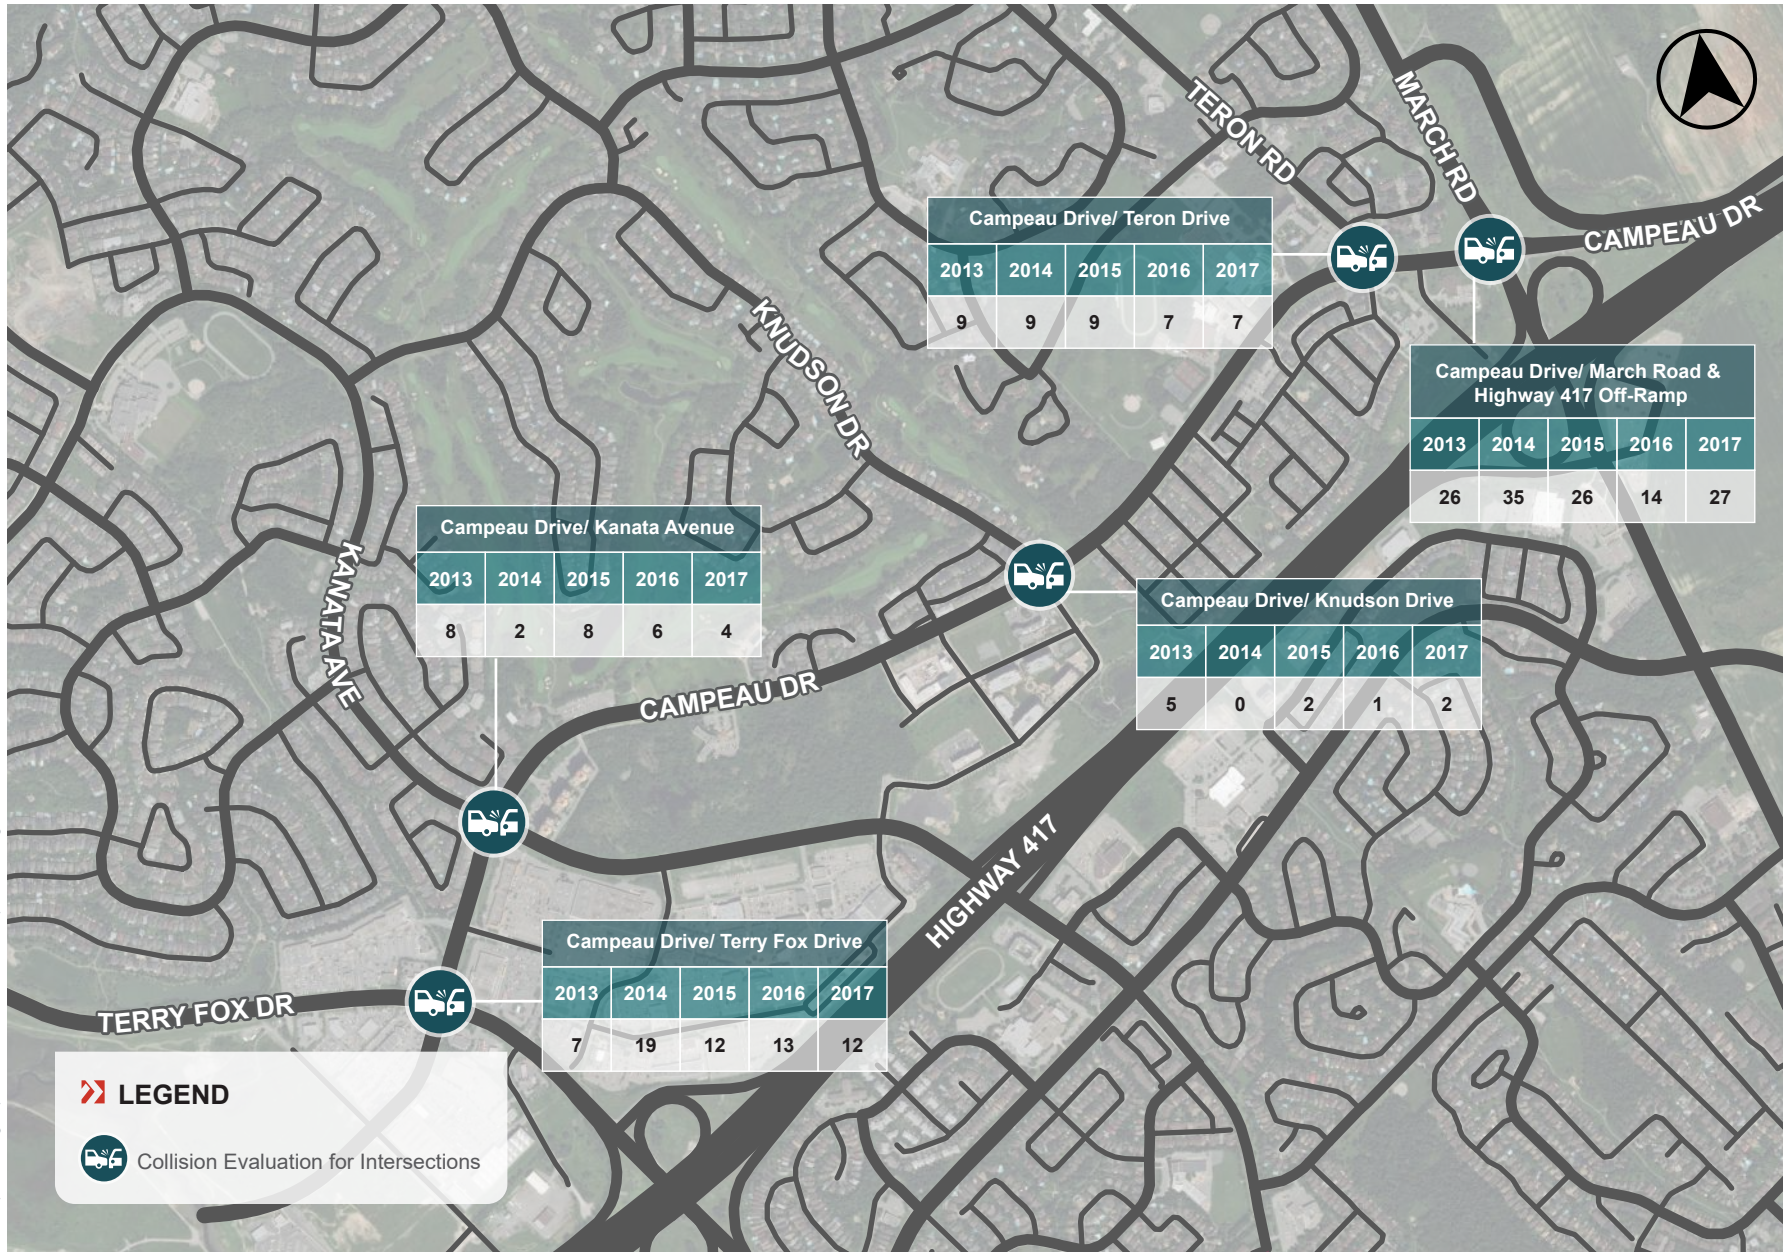 TERON RD
MARCH RD
CAMPEAU DR
Campeau Drive/ Teron Drive
2013 2014 2015 2016 2017
9 9 9 7 7
KNUDSON DR
Campeau Drive/ March Road &
Highway 417 Off-Ramp
2013 2014 2015 2016 2017
26 35 26 14 27
Campeau Drive/ Kanata Avenue
2013 2014 2015 2016 2017
8 2 8 6 4
KANATA AVE
Campeau Drive/ Knudson Drive
2013 2014 2015 2016 2017
5 0 2 1 2
CAMPEAU DR
HIGHWAY 417
Campeau Drive/ Terry Fox Drive
2013 2014 2015 2016 2017
7 19 12 13 12
TERRY FOX DR
LEGEND
Collision Evaluation for Intersections